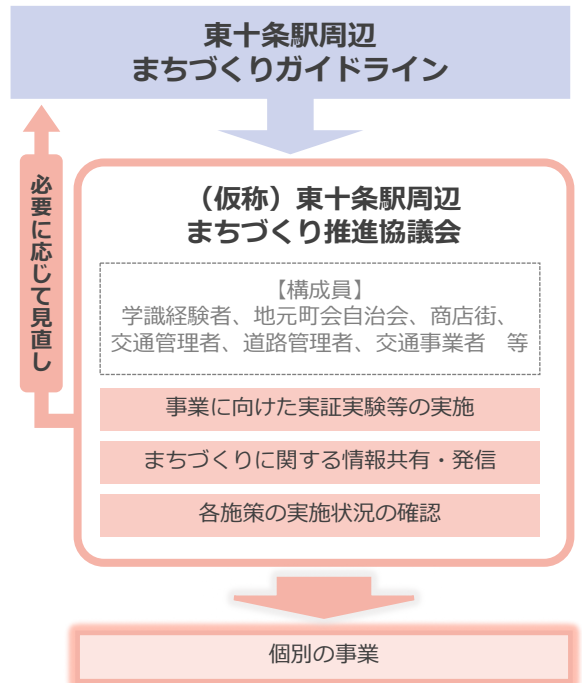 東十条駅周辺
まちづくりガイドライン
必要に応じて見直し
（仮称）東十条駅周辺
まちづくり推進協議会
【構成員】
学識経験者、地元町会自治会、商店街、
交通管理者、道路管理者、交通事業者　等
事業に向けた実証実験等の実施
まちづくりに関する情報共有・発信
各施策の実施状況の確認
個別の事業